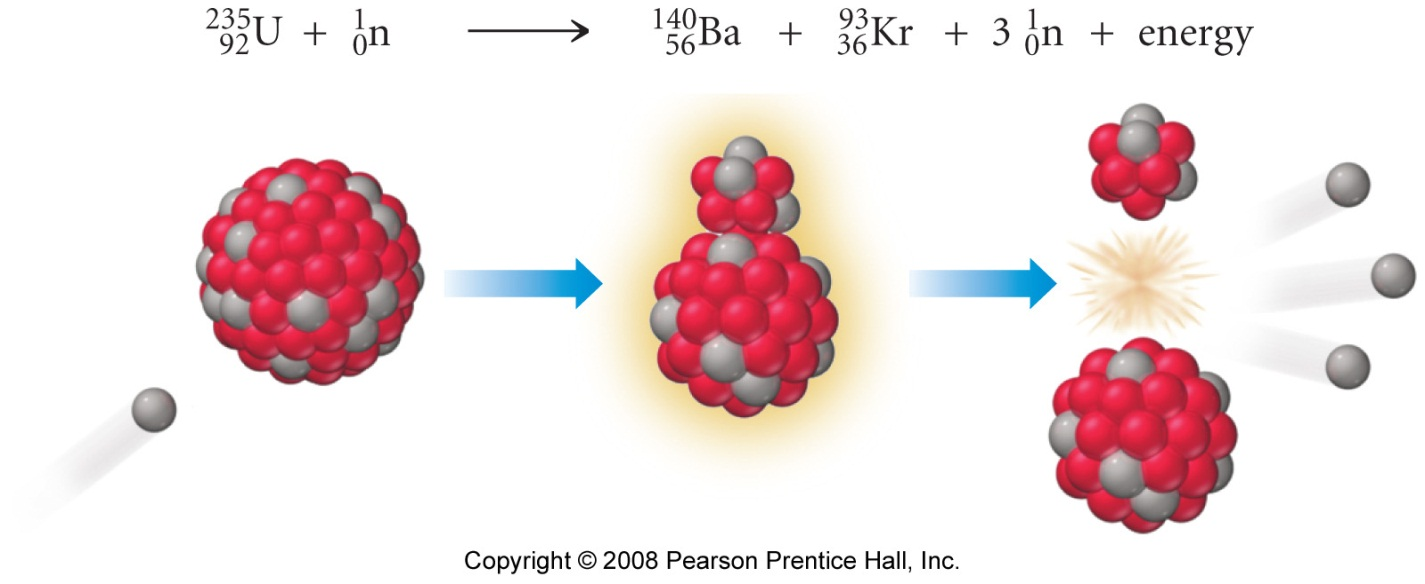 ²³⁵₉₂U + ¹₀n ⟶ ¹⁴⁰₅₆Ba + ⁹³₃₆Kr + 3 ¹₀n + energy
Copyright © 2008 Pearson Prentice Hall, Inc.